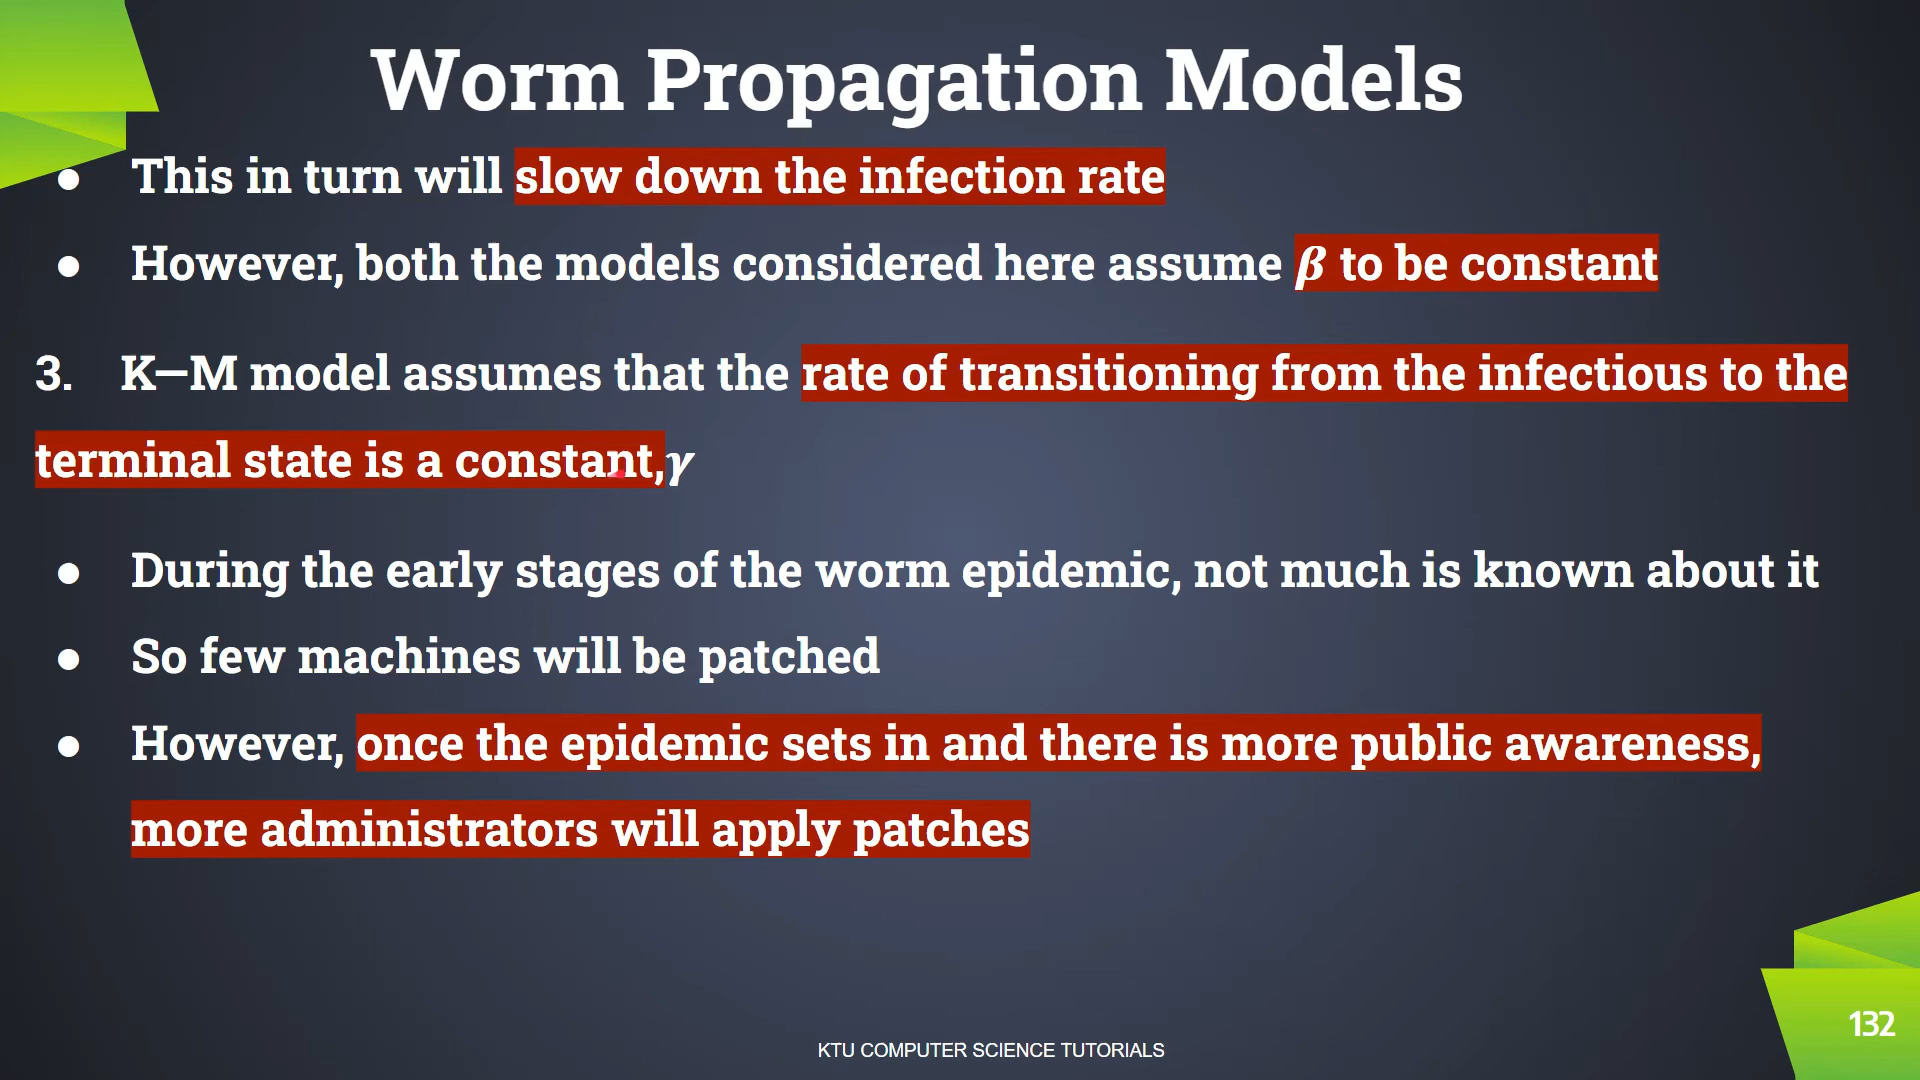 Worm Propagation Models
● This in turn will slow down the infection rate
● However, both the models considered here assume β to be constant
3. K—M model assumes that the rate of transitioning from the infectious to the
terminal state is a constant,γ
● During the early stages of the worm epidemic, not much is known about it
● So few machines will be patched
● However, once the epidemic sets in and there is more public awareness,
more administrators will apply patches
132
KTU COMPUTER SCIENCE TUTORIALS